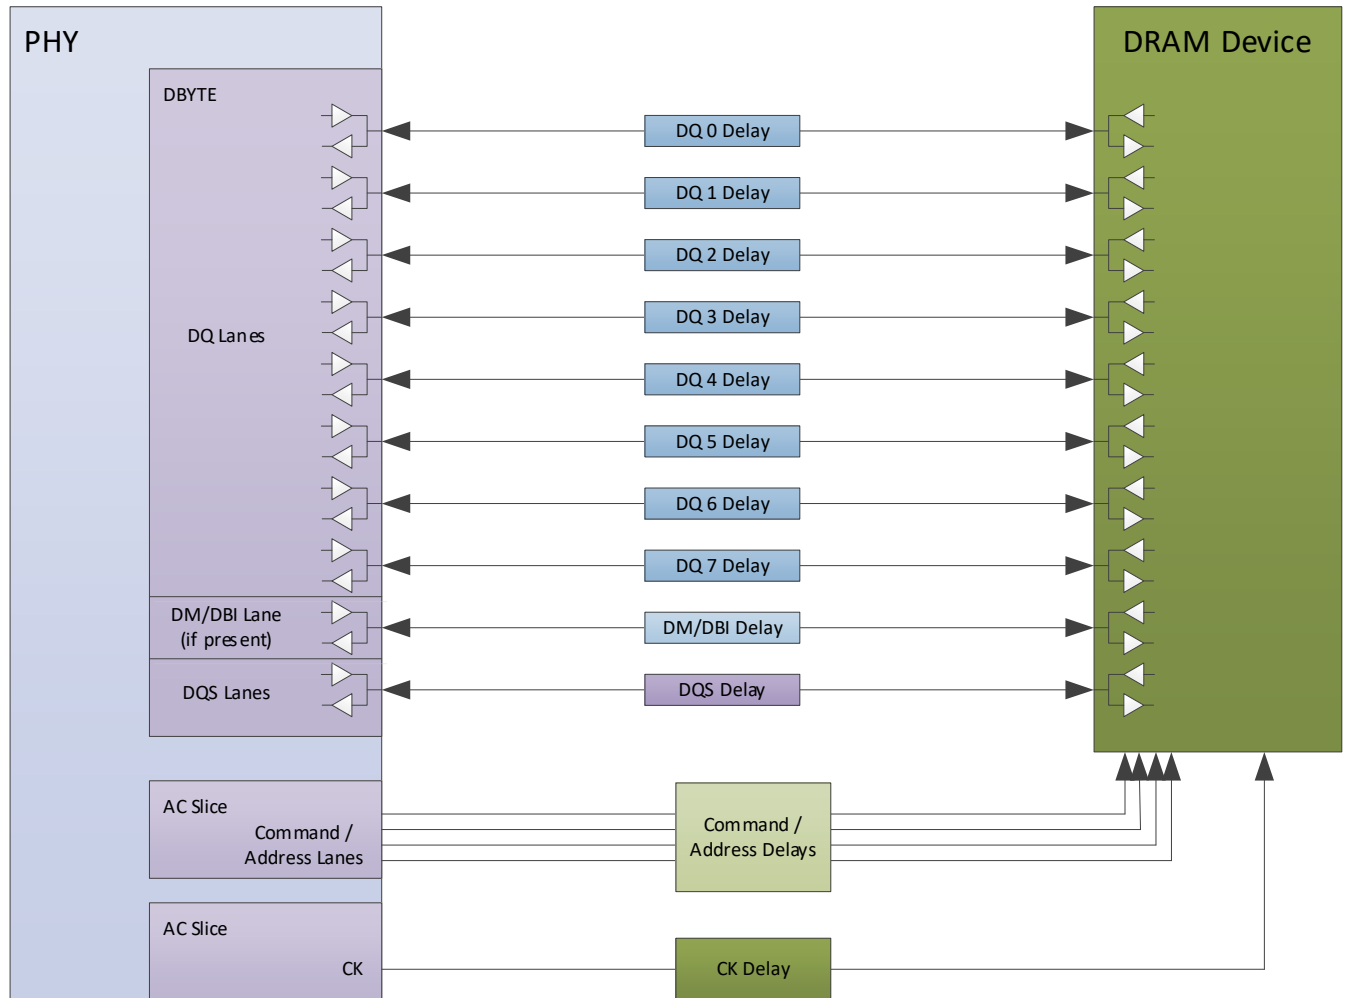 PHY
DRAM Device
DBYTE
DQ 0 Delay
DQ 1 Delay
DQ 2 Delay
DQ 3 Delay
DQ Lanes
DQ 4 Delay
DQ 5 Delay
DQ 6 Delay
DQ 7 Delay
DM/DBI Lane
(if present)
DM/DBI Delay
DQS Lanes
DQS Delay
AC Slice
Command /
Address Lanes
Command /
Address Delays
AC Slice
CK
CK Delay